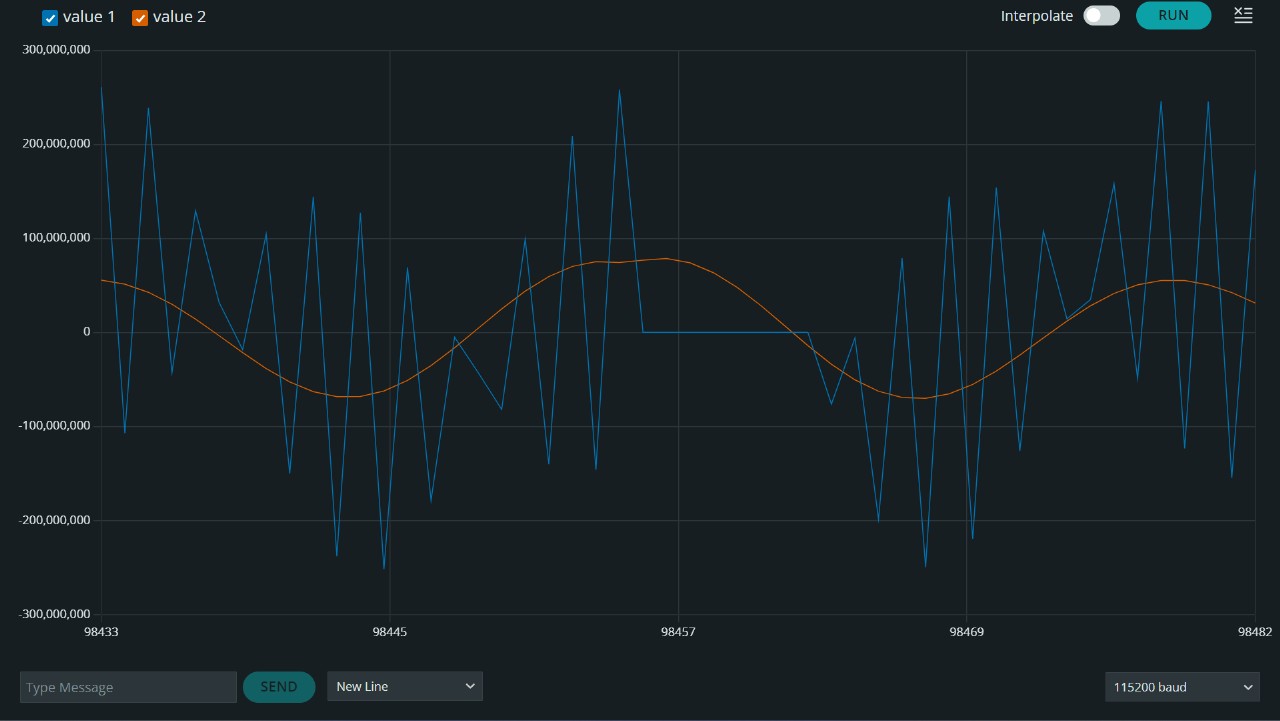 value 1 value 2 Interpolate RUN
300,000,000
200,000,000
100,000,000
0
-100,000,000
-200,000,000
-300,000,000
98433 98445 98457 98469 98482
Type Message SEND New Line 115200 baud